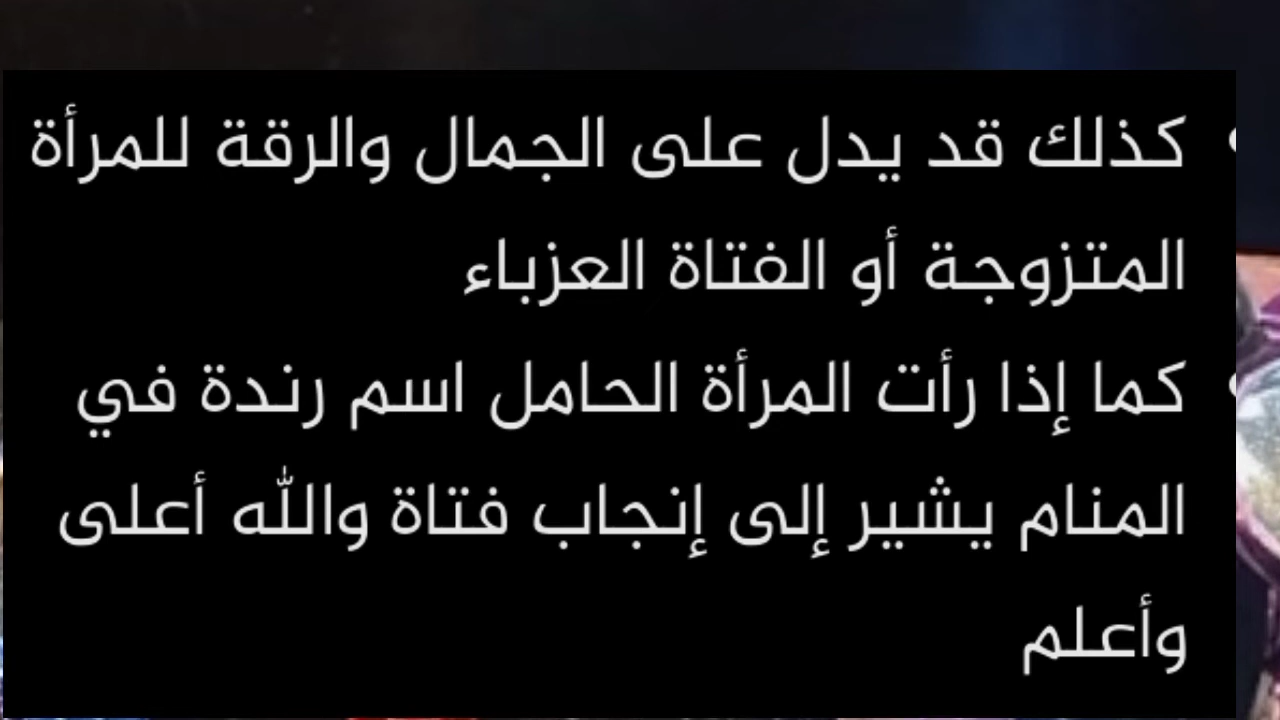 كذلك قد يدل على الجمال والرقة للمرأة
المتزوجة أو الفتاة العزباء
كما إذا رأت المرأة الحامل اسم رندة في
المنام يشير إلى إنجاب فتاة والله أعلى
وأعلم